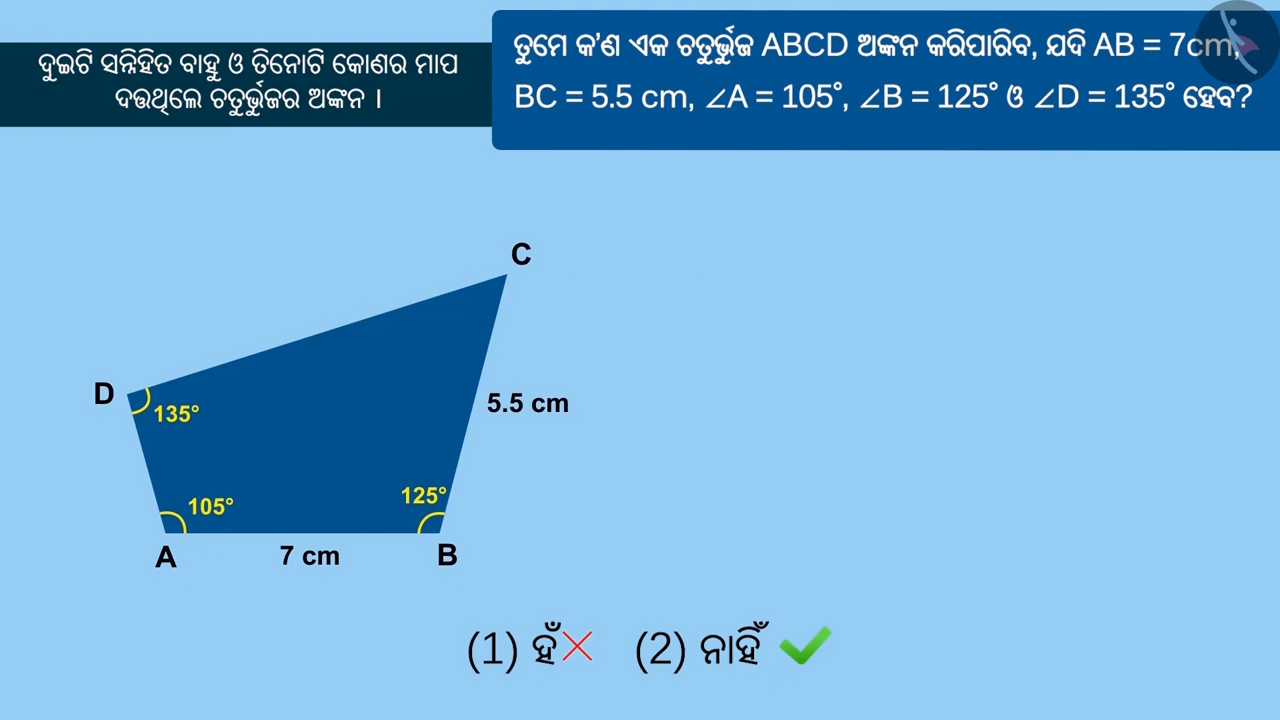 ଦୁଇଟି ସନ୍ନିହିତ ବାହୁ ଓ ତିନୋଟି କୋଣର ମାପ
ଦଉଥିଲେ ଚତୁର୍ଭୁଜର ଅଙ୍କନ ।
ତୁମେ କ'ଣ ଏକ ଚତୁର୍ଭୁଜ ABCD ଅଙ୍କନ କରିପାରିବ, ଯଦି AB = 7cm,
BC = 5.5 cm, ∠A = 105°, ∠B = 125° ଓ ∠D = 135° ହେବ?
C
D
135°
5.5 cm
105°
125°
A
7 cm
B
(1) ହଁ (2) ନାହିଁ